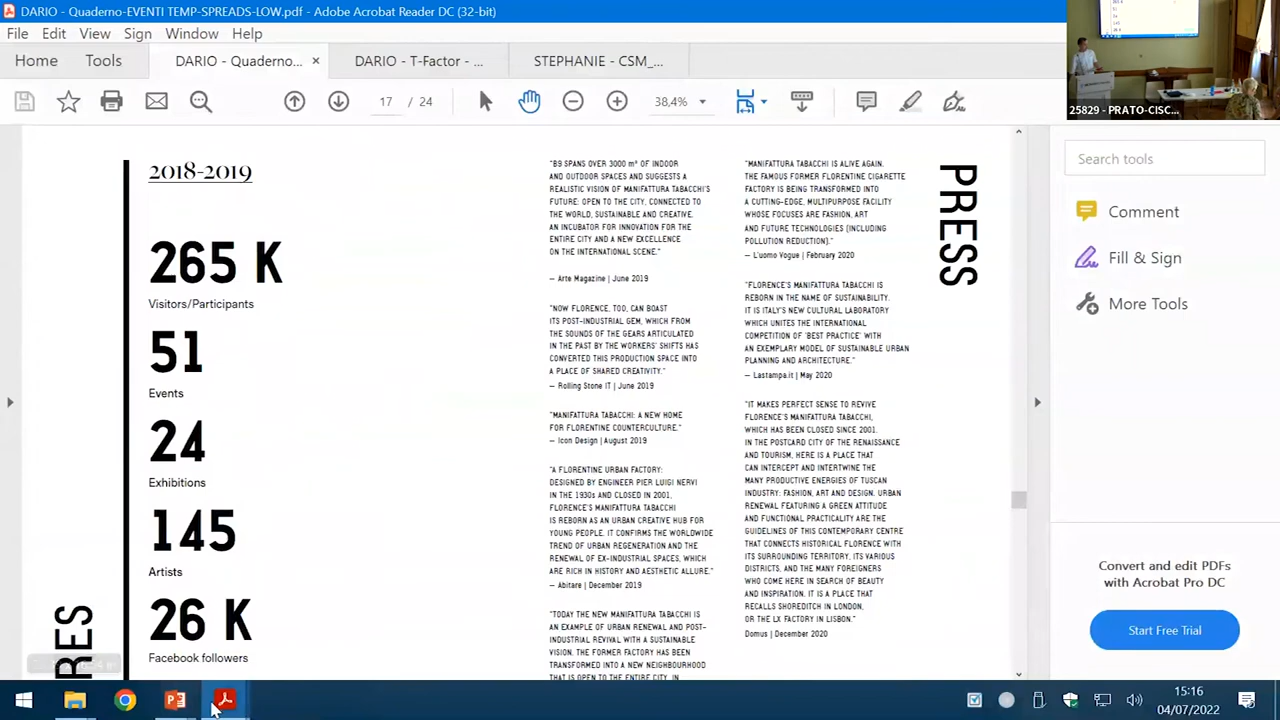 DARIO - Quaderno-EVENTI TEMP-SPREADS-LOW.pdf - Adobe Acrobat Reader DC (32-bit)
File Edit View Sign Window Help
Home Tools DARIO - Quaderno... × DARIO - T-Factor - ... STEPHANIE - CSM_...
17 / 24 38,4%
25829 - PRATO-CISC...
2018-2019
265 K
Visitors/Participants
51
Events
24
Exhibitions
145
Artists
26 K
Facebook followers
RES
"B9 SPANS OVER 3000 m² OF INDOOR
AND OUTDOOR SPACES AND SUGGESTS A
REALISTIC VISION OF MANIFATTURA TABACCHI'S
FUTURE: OPEN TO THE CITY, CONNECTED TO
THE WORLD, SUSTAINABLE AND CREATIVE.
AN INCUBATOR FOR INNOVATION FOR THE
ENTIRE CITY AND A NEW EXCELLENCE
ON THE INTERNATIONAL SCENE."
— Arte Magazine | June 2019
"NOW FLORENCE, TOO, CAN BOAST
ITS POST-INDUSTRIAL GEM, WHICH FROM
THE SOUNDS OF THE GEARS ARTICULATED
IN THE PAST BY THE WORKERS' SHIFTS HAS
CONVERTED THIS PRODUCTION SPACE INTO
A PLACE OF SHARED CREATIVITY."
— Rolling Stone IT | June 2019
"MANIFATTURA TABACCHI: A NEW HOME
FOR FLORENTINE COUNTERCULTURE."
— Icon Design | August 2019
"A FLORENTINE URBAN FACTORY:
DESIGNED BY ENGINEER PIER LUIGI NERVI
IN THE 1930s AND CLOSED IN 2001,
FLORENCE'S MANIFATTURA TABACCHI
IS REBORN AS AN URBAN CREATIVE HUB FOR
YOUNG PEOPLE. IT CONFIRMS THE WORLDWIDE
TREND OF URBAN REGENERATION AND THE
RENEWAL OF EX-INDUSTRIAL SPACES, WHICH
ARE RICH IN HISTORY AND AESTHETIC ALLURE."
— Abitare | December 2019
"TODAY THE NEW MANIFATTURA TABACCHI IS
AN EXAMPLE OF URBAN RENEWAL AND POST-
INDUSTRIAL REVIVAL WITH A SUSTAINABLE
VISION. THE FORMER FACTORY HAS BEEN
TRANSFORMED INTO A NEW NEIGHBOURHOOD
THAT IS OPEN TO THE ENTIRE CITY, IN
"MANIFATTURA TABACCHI IS ALIVE AGAIN.
THE FAMOUS FORMER FLORENTINE CIGARETTE
FACTORY IS BEING TRANSFORMED INTO
A CUTTING-EDGE, MULTIPURPOSE FACILITY
WHOSE FOCUSES ARE FASHION, ART
AND FUTURE TECHNOLOGIES (INCLUDING
POLLUTION REDUCTION)."
— L'uomo Vogue | February 2020
"FLORENCE'S MANIFATTURA TABACCHI IS
REBORN IN THE NAME OF SUSTAINABILITY.
IT IS ITALY'S NEW CULTURAL LABORATORY
WHICH UNITES THE INTERNATIONAL
COMPETITION OF 'BEST PRACTICE' WITH
AN EXEMPLARY MODEL OF SUSTAINABLE URBAN
PLANNING AND ARCHITECTURE."
— Lastampa.it | May 2020
"IT MAKES PERFECT SENSE TO REVIVE
FLORENCE'S MANIFATTURA TABACCHI,
WHICH HAS BEEN CLOSED SINCE 2001.
IN THE POSTCARD CITY OF THE RENAISSANCE
AND TOURISM, HERE IS A PLACE THAT
CAN INTERCEPT AND INTERTWINE THE
MANY PRODUCTIVE ENERGIES OF TUSCAN
INDUSTRY: FASHION, ART AND DESIGN. URBAN
RENEWAL FEATURING A GREEN ATTITUDE
AND FUNCTIONAL PRACTICALITY ARE THE
GUIDELINES OF THIS CONTEMPORARY CENTRE
THAT CONNECTS HISTORICAL FLORENCE WITH
ITS SURROUNDING TERRITORY, ITS VARIOUS
DISTRICTS, AND THE MANY FOREIGNERS
WHO COME HERE IN SEARCH OF BEAUTY
AND INSPIRATION. IT IS A PLACE THAT
RECALLS SHOREDITCH IN LONDON,
OR THE LX FACTORY IN LISBON."
Domus | December 2020
PRESS
Search tools
Comment
Fill & Sign
More Tools
Convert and edit PDFs
with Acrobat Pro DC
Start Free Trial
15:16
04/07/2022